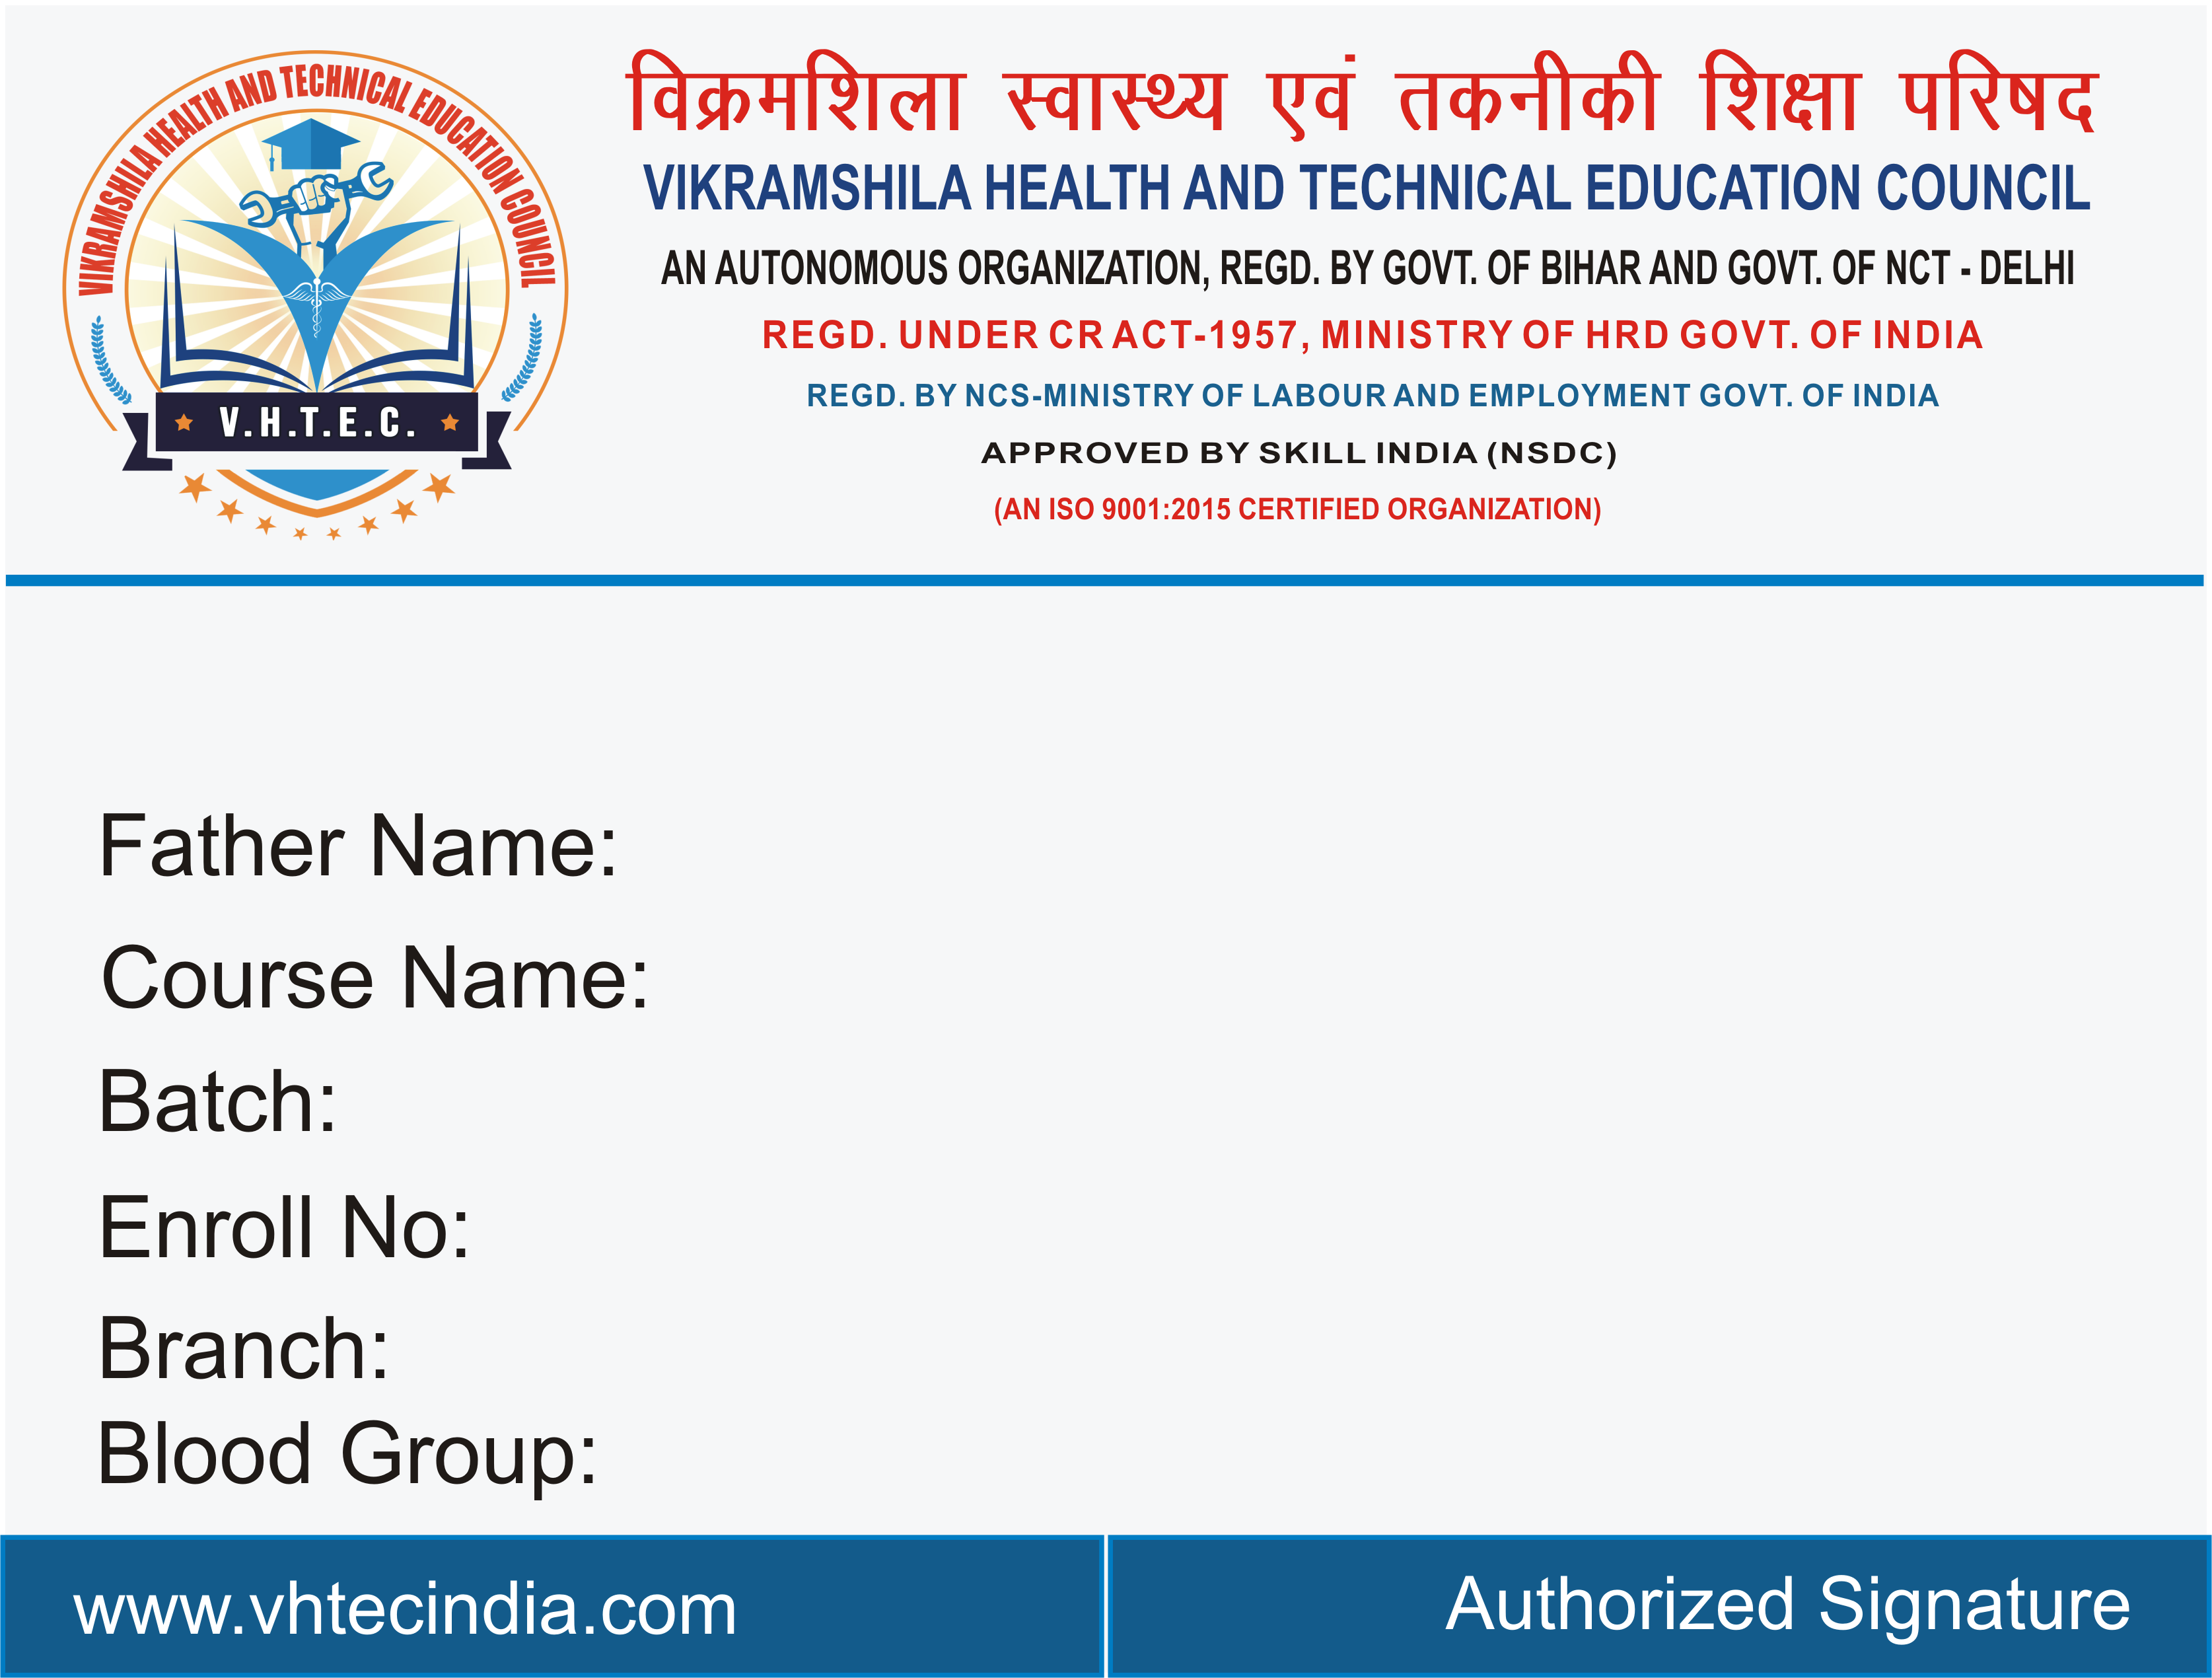 VIKRAMSHILA HEALTH AND TECHNICAL EDUCATION COUNCIL
V.H.T.E.C.
विक्रमशिला स्वास्थ्य एवं तकनीकी शिक्षा परिषद
VIKRAMSHILA HEALTH AND TECHNICAL EDUCATION COUNCIL
AN AUTONOMOUS ORGANIZATION, REGD. BY GOVT. OF BIHAR AND GOVT. OF NCT - DELHI
REGD. UNDER CR ACT-1957, MINISTRY OF HRD GOVT. OF INDIA
REGD. BY NCS-MINISTRY OF LABOUR AND EMPLOYMENT GOVT. OF INDIA
APPROVED BY SKILL INDIA (NSDC)
(AN ISO 9001:2015 CERTIFIED ORGANIZATION)
Father Name:
Course Name:
Batch:
Enroll No:
Branch:
Blood Group:
www.vhtecindia.com
Authorized Signature